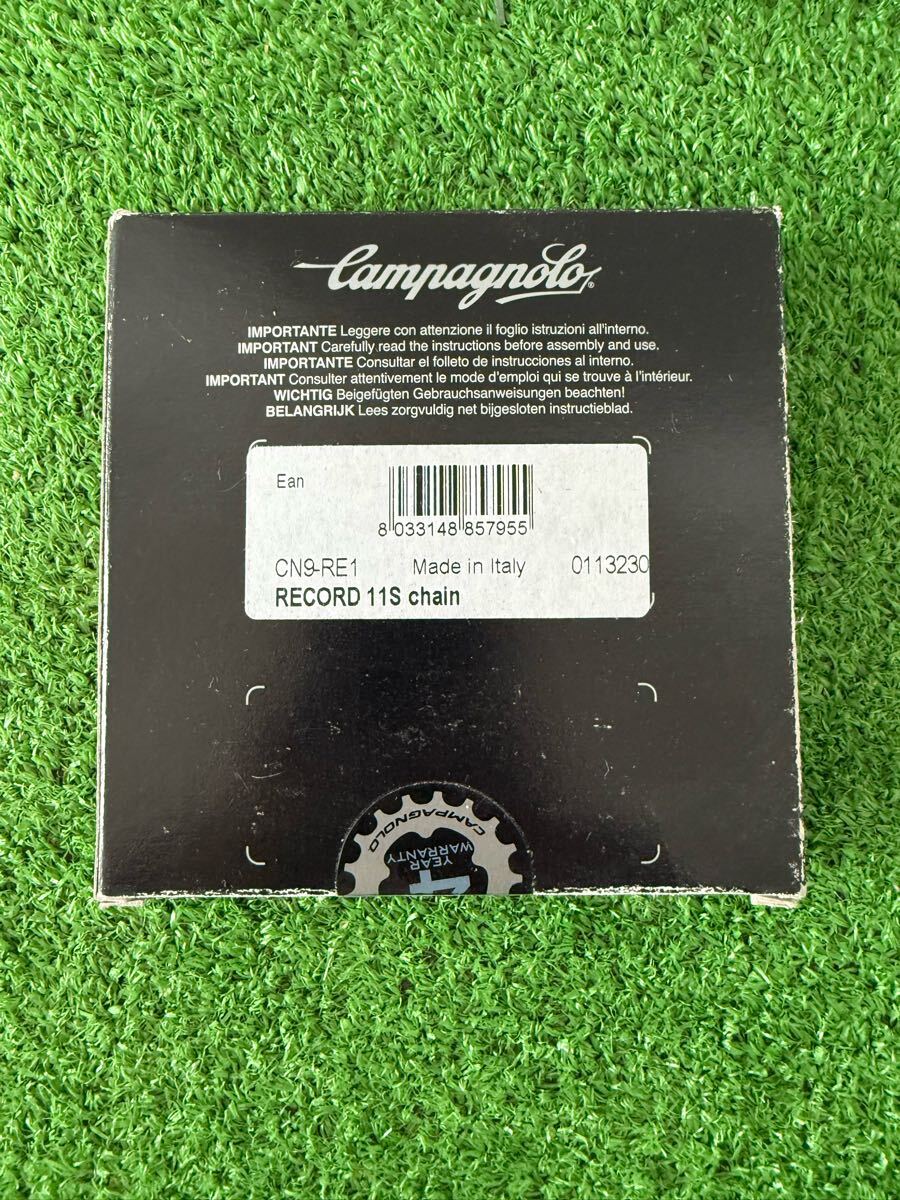 Campagnolo®
IMPORTANTE Leggere con attenzione il foglio istruzioni all'interno.
IMPORTANT Carefully read the instructions before assembly and use.
IMPORTANTE Consultar el folleto de instrucciones al interno.
IMPORTANT Consulter attentivement le mode d'emploi qui se trouve à l'intérieur.
WICHTIG Beigefügten Gebrauchsanweisungen beachten!
BELANGRIJK Lees zorgvuldig net bijgesloten instructieblad.
Ean
8 033148 857955
CN9-RE1 Made in Italy 0113230
RECORD 11S chain
CAMPAGNOLO
4
YEAR
WARRANTY